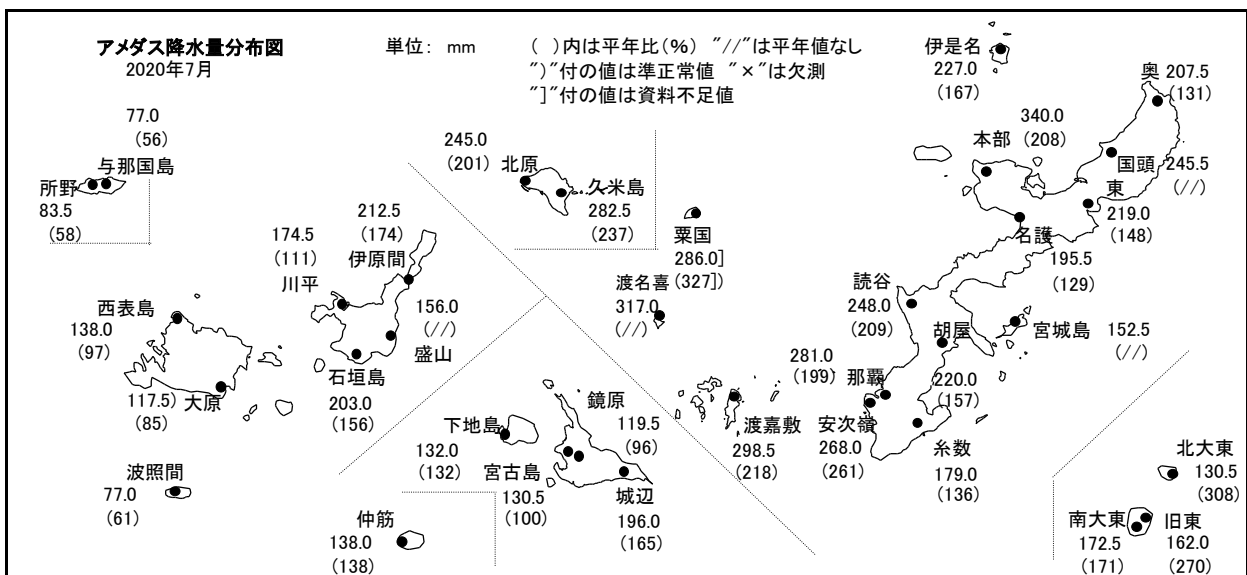 アメダス降水量分布図
2020年7月
単位: mm
( )内は平年比(%) "//"は平年値なし
")"付の値は準正常値 "×"は欠測
"]"付の値は資料不足値
伊是名
227.0
(167)
奥 207.5
(131)
340.0
本部 (208)
国頭 245.5
(//)
東
219.0
(148)
名護
195.5
(129)
77.0
(56)
与那国島
所野
83.5
(58)
245.0
(201) 北原
久米島
282.5
(237)
粟国
286.0]
(327])
渡名喜
317.0
(//)
212.5
(174)
伊原間
174.5
(111)
川平
156.0
(//)
盛山
石垣島
203.0
(156)
西表島
138.0
(97)
117.5)
(85)
大原
波照間
77.0
(61)
読谷
248.0
(209)
胡屋
220.0
(157)
宮城島 152.5
(//)
281.0
(199) 那覇
安次嶺
268.0
(261)
糸数
179.0
(136)
渡嘉敷
298.5
(218)
鏡原
119.5
(96)
下地島
132.0
(132)
宮古島
130.5
(100)
城辺
196.0
(165)
仲筋
138.0
(138)
北大東
130.5
(308)
南大東
172.5
(171)
旧東
162.0
(270)